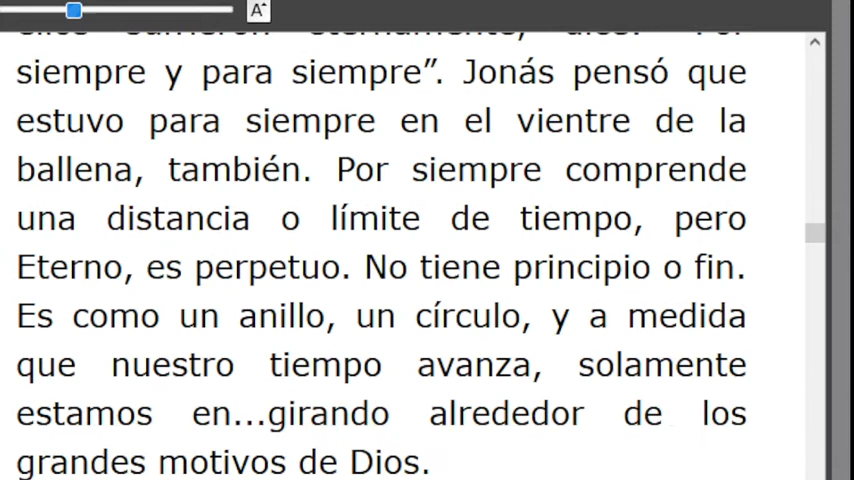 A
siempre y para siempre”. Jonás pensó que
estuvo para siempre en el vientre de la
ballena, también. Por siempre comprende
una distancia o límite de tiempo, pero
Eterno, es perpetuo. No tiene principio o fin.
Es como un anillo, un círculo, y a medida
que nuestro tiempo avanza, solamente
estamos en...girando alrededor de los
grandes motivos de Dios.